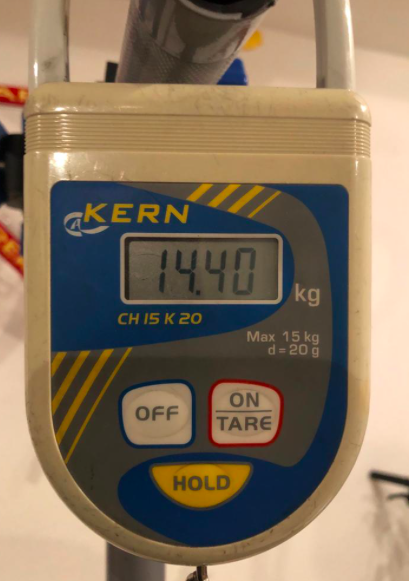 KERN
14.40
kg
CH 15 K 20
Max 15 kg
d = 20 g
OFF
ON
TARE
HOLD